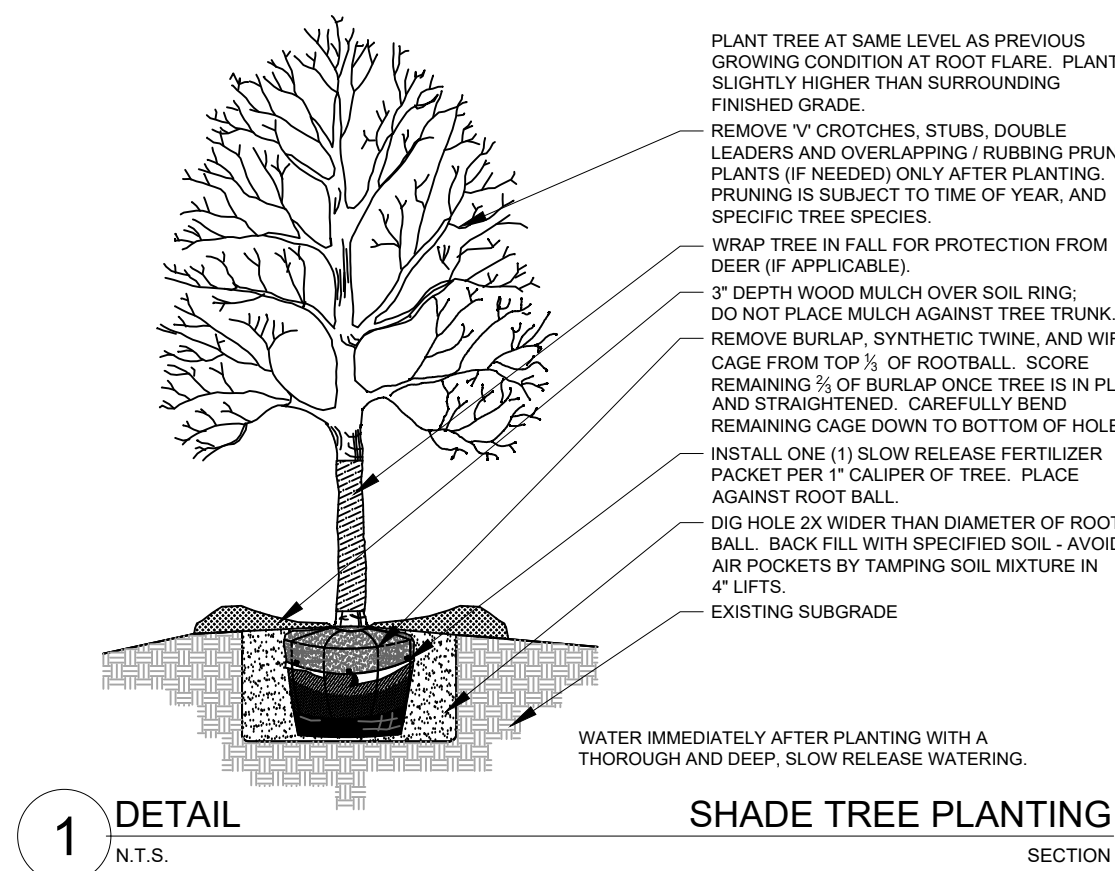 PLANT TREE AT SAME LEVEL AS PREVIOUS
GROWING CONDITION AT ROOT FLARE. PLANT
SLIGHTLY HIGHER THAN SURROUNDING
FINISHED GRADE.
REMOVE 'V' CROTCHES, STUBS, DOUBLE
LEADERS AND OVERLAPPING / RUBBING PRUN
PLANTS (IF NEEDED) ONLY AFTER PLANTING.
PRUNING IS SUBJECT TO TIME OF YEAR, AND
SPECIFIC TREE SPECIES.
WRAP TREE IN FALL FOR PROTECTION FROM
DEER (IF APPLICABLE).
3" DEPTH WOOD MULCH OVER SOIL RING;
DO NOT PLACE MULCH AGAINST TREE TRUNK.
REMOVE BURLAP, SYNTHETIC TWINE, AND WIR
CAGE FROM TOP ⅓ OF ROOTBALL. SCORE
REMAINING ⅔ OF BURLAP ONCE TREE IS IN PL
AND STRAIGHTENED. CAREFULLY BEND
REMAINING CAGE DOWN TO BOTTOM OF HOLE
INSTALL ONE (1) SLOW RELEASE FERTILIZER
PACKET PER 1" CALIPER OF TREE. PLACE
AGAINST ROOT BALL.
DIG HOLE 2X WIDER THAN DIAMETER OF ROOT
BALL. BACK FILL WITH SPECIFIED SOIL - AVOID
AIR POCKETS BY TAMPING SOIL MIXTURE IN
4" LIFTS.
EXISTING SUBGRADE
WATER IMMEDIATELY AFTER PLANTING WITH A
THOROUGH AND DEEP, SLOW RELEASE WATERING.
1 DETAIL SHADE TREE PLANTING
N.T.S. SECTION